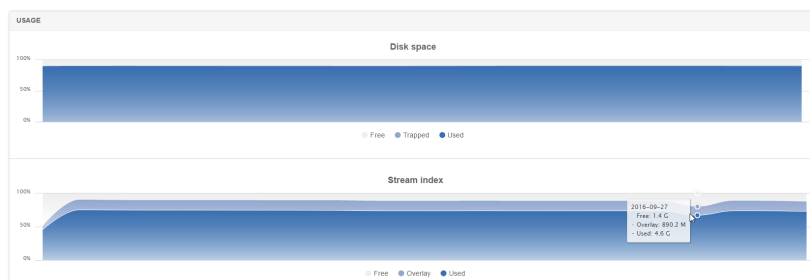 USAGE
Disk space
100%
50%
0%
Free Trapped Used
Stream index
100%
50%
0%
2016-09-27
Free: 1.4 G
- Overlay: 890.2 M
- Used: 4.6 G
Free Overlay Used